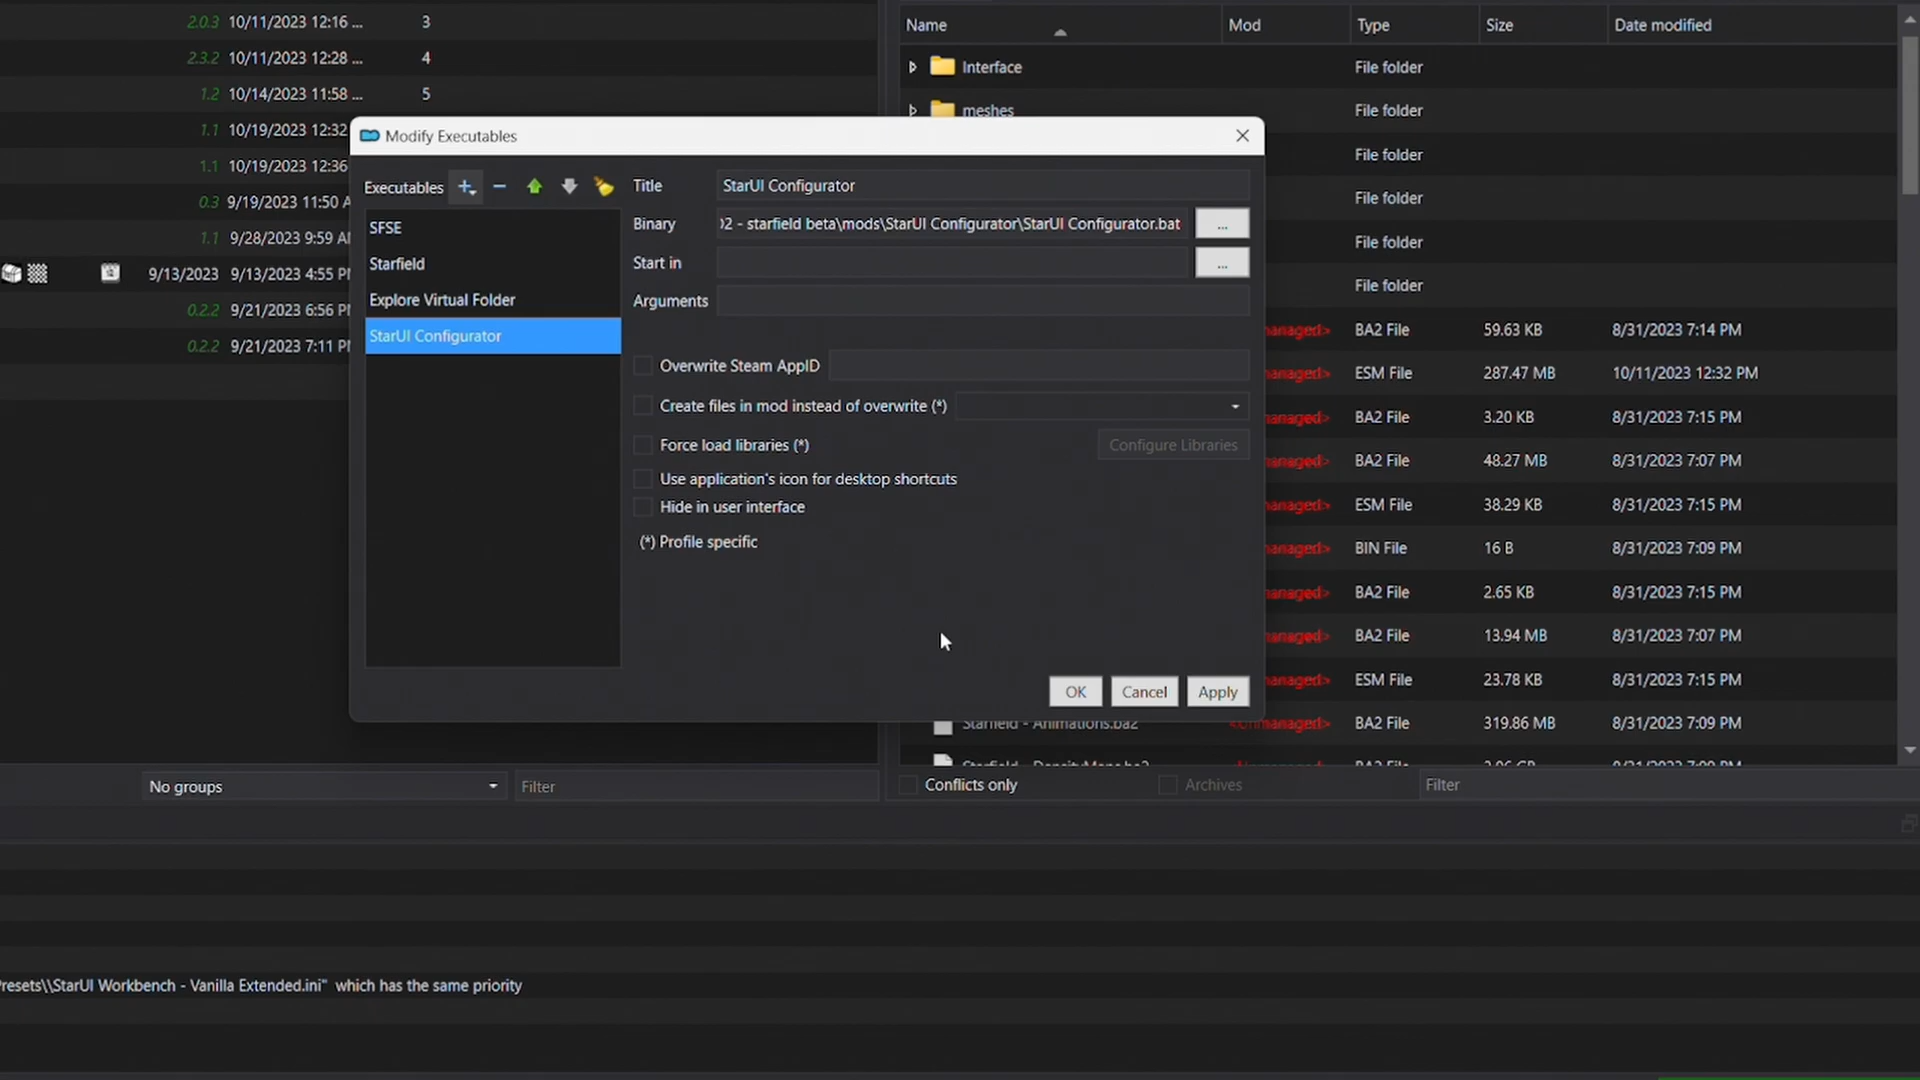 2.0.3 10/11/2023 12:16 ... 3
2.3.2 10/11/2023 12:28 ... 4
1.2 10/14/2023 11:58 ... 5
1.1 10/19/2023 12:32
1.1 10/19/2023 12:36
0.3 9/19/2023 11:50 A
1.1 9/28/2023 9:59 A
9/13/2023 9/13/2023 4:55 P
0.2.2 9/21/2023 6:56 P
0.2.2 9/21/2023 7:11 P
No groups
Filter
Name Mod Type Size Date modified
Interface File folder
meshes File folder
File folder
File folder
File folder
File folder
anaged> BA2 File 59.63 KB 8/31/2023 7:14 PM
anaged> ESM File 287.47 MB 10/11/2023 12:32 PM
anaged> BA2 File 3.20 KB 8/31/2023 7:15 PM
anaged> BA2 File 48.27 MB 8/31/2023 7:07 PM
anaged> ESM File 38.29 KB 8/31/2023 7:15 PM
anaged> BIN File 16 B 8/31/2023 7:09 PM
anaged> BA2 File 2.65 KB 8/31/2023 7:15 PM
anaged> BA2 File 13.94 MB 8/31/2023 7:07 PM
anaged> ESM File 23.78 KB 8/31/2023 7:15 PM
Starfield - Animations.ba2 <Unmanaged> BA2 File 319.86 MB 8/31/2023 7:09 PM
Conflicts only Archives Filter
Modify Executables
Executables
SFSE
Starfield
Explore Virtual Folder
StarUI Configurator
Title StarUI Configurator
Binary 2 - starfield beta\mods\StarUI Configurator\StarUI Configurator.bat ...
Start in ...
Arguments
Overwrite Steam AppID
Create files in mod instead of overwrite (*)
Force load libraries (*) Configure Libraries
Use application's icon for desktop shortcuts
Hide in user interface
(*) Profile specific
OK Cancel Apply
resets\\StarUI Workbench - Vanilla Extended.ini" which has the same priority